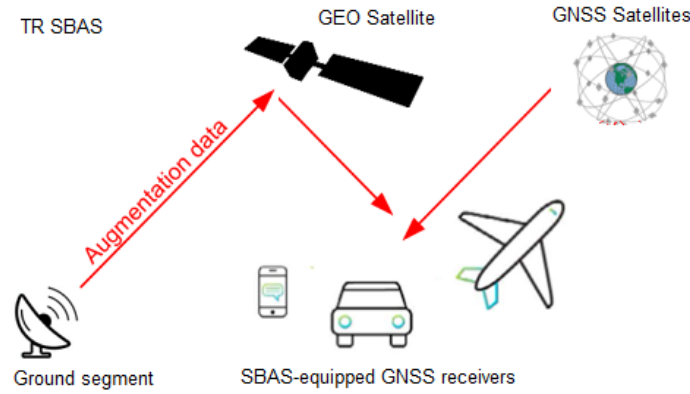 TR SBAS
GEO Satellite
GNSS Satellites
Augmentation data
Ground segment
SBAS-equipped GNSS receivers